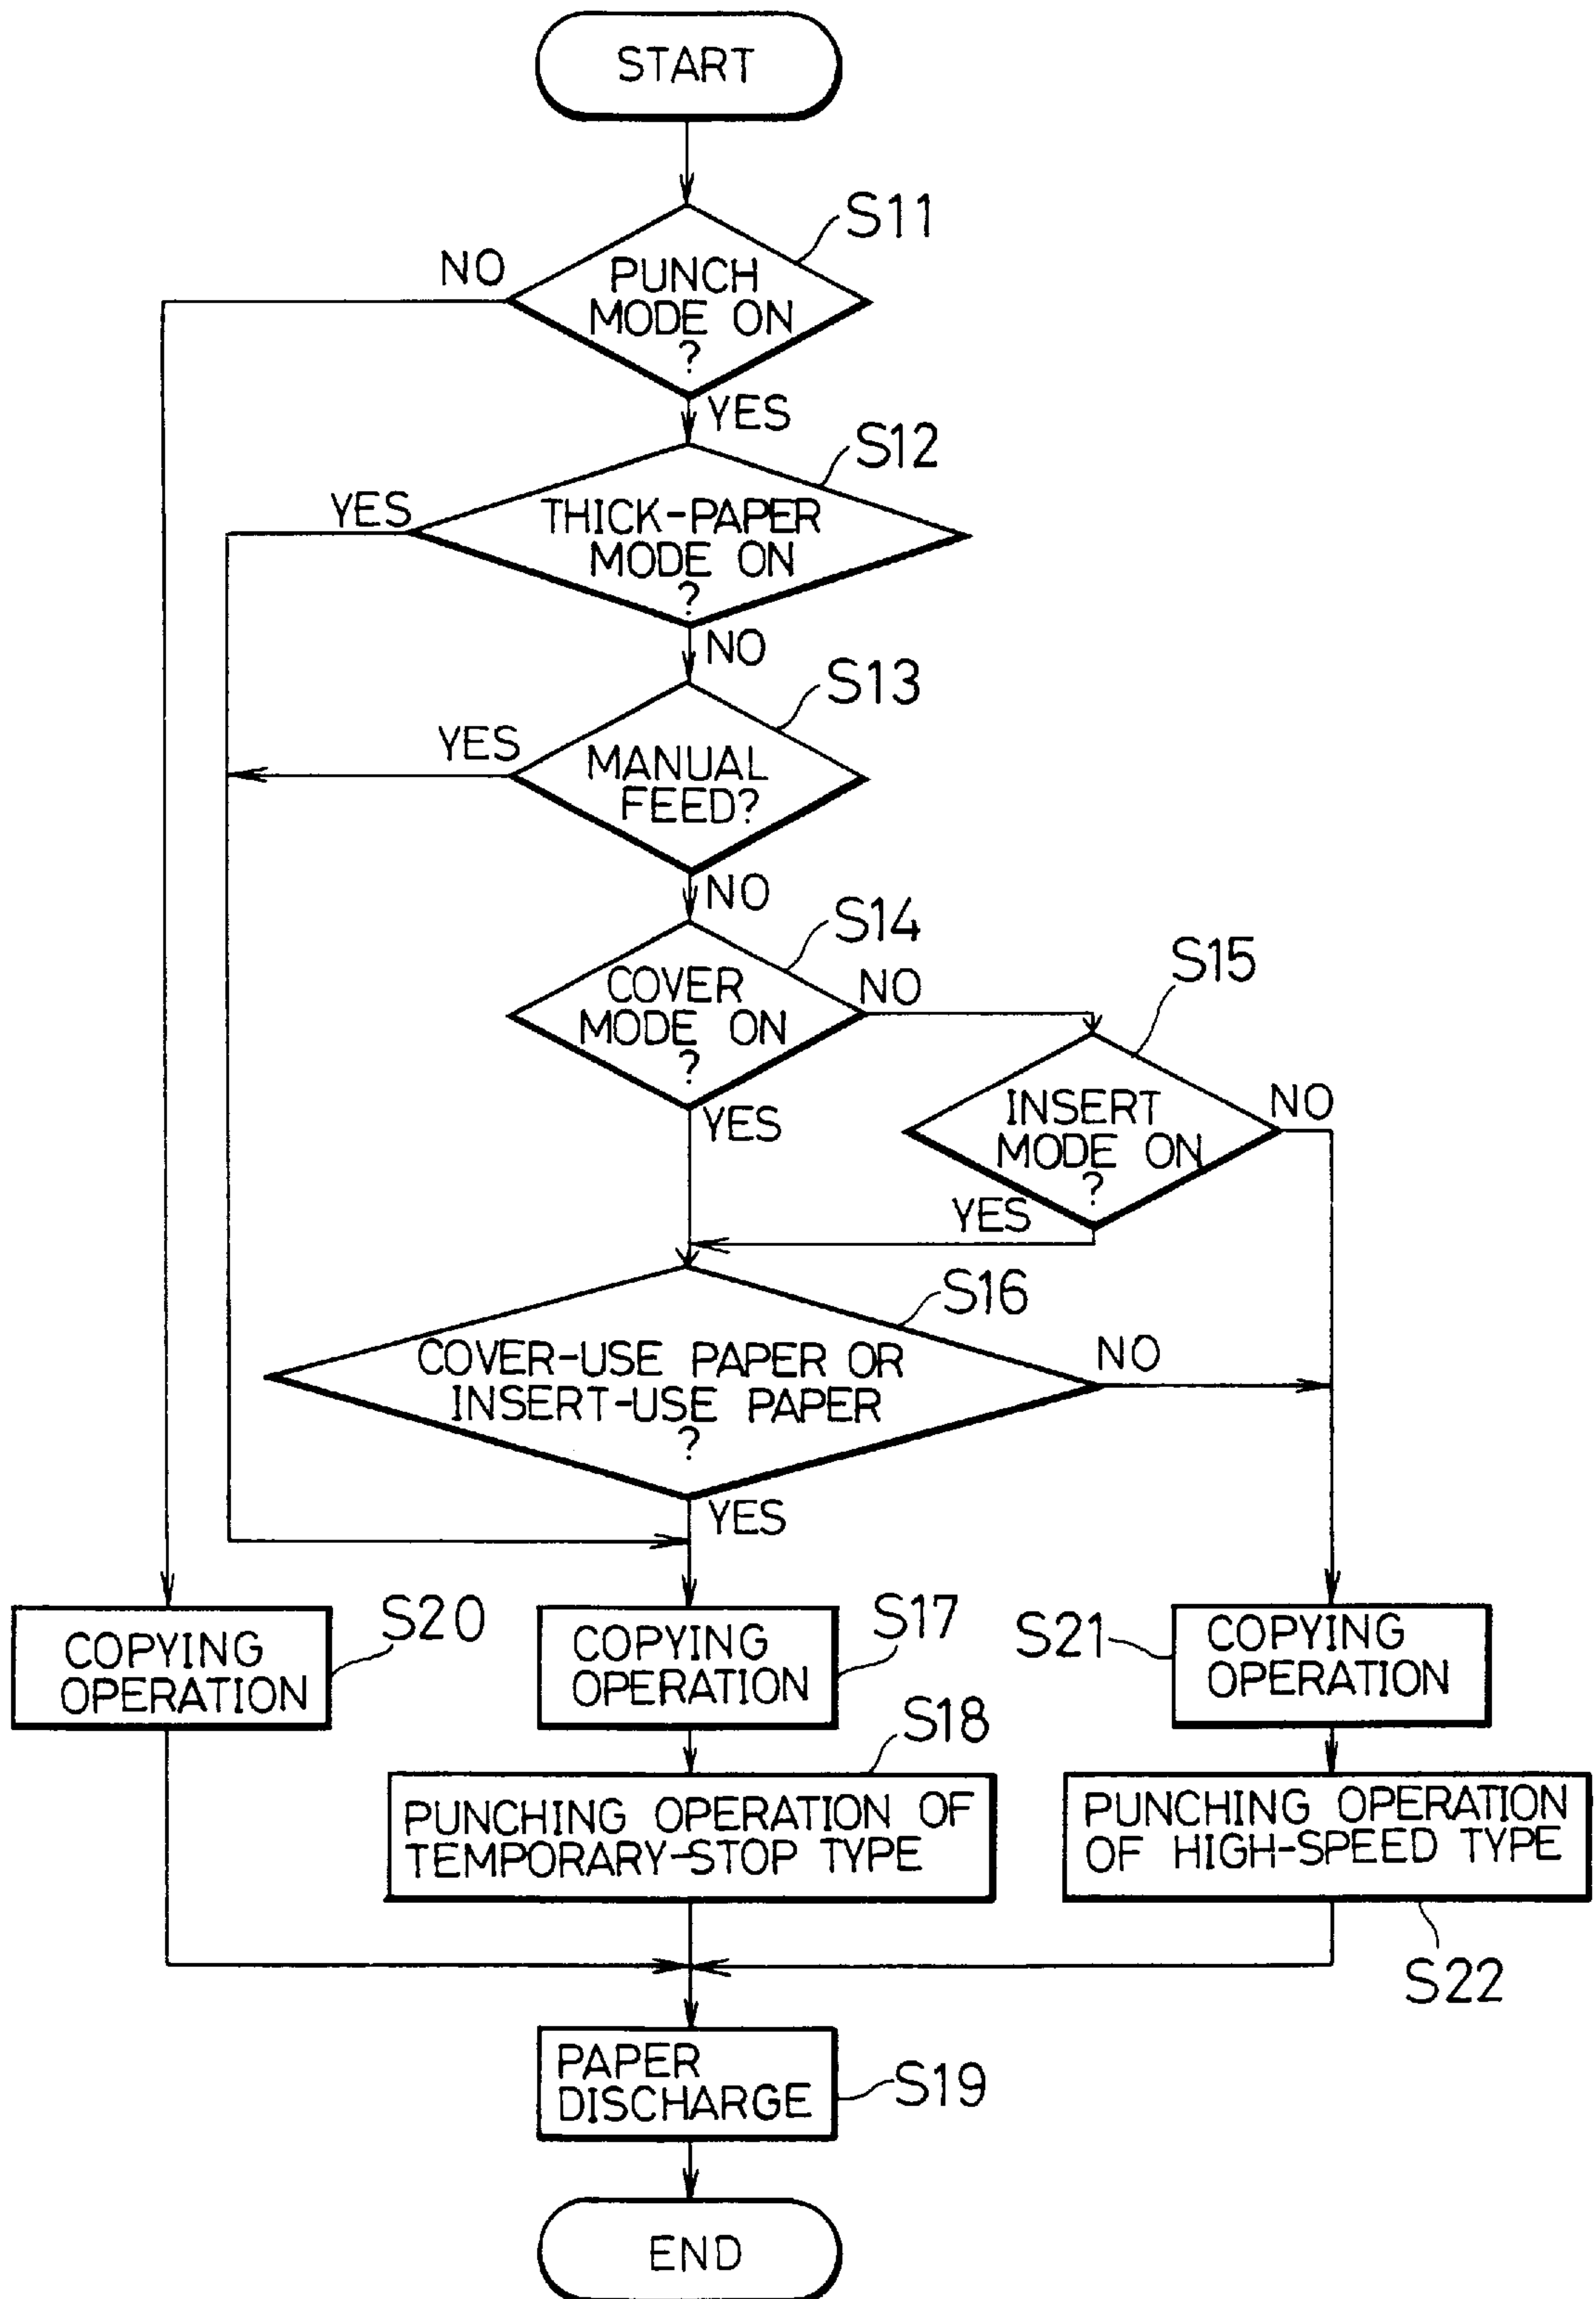 START
S11
NO
PUNCH
MODE ON
?
YES
S12
YES
THICK-PAPER
MODE ON
?
NO
S13
YES
MANUAL
FEED?
NO
S14
COVER
MODE ON
?
NO
YES
S15
INSERT
MODE ON
?
NO
YES
S16
COVER-USE PAPER OR
INSERT-USE PAPER
?
NO
YES
COPYING
OPERATION
S20
COPYING
OPERATION
S17
S21
COPYING
OPERATION
S18
PUNCHING OPERATION OF
TEMPORARY-STOP TYPE
PUNCHING OPERATION
OF HIGH-SPEED TYPE
S22
PAPER
DISCHARGE
S19
END